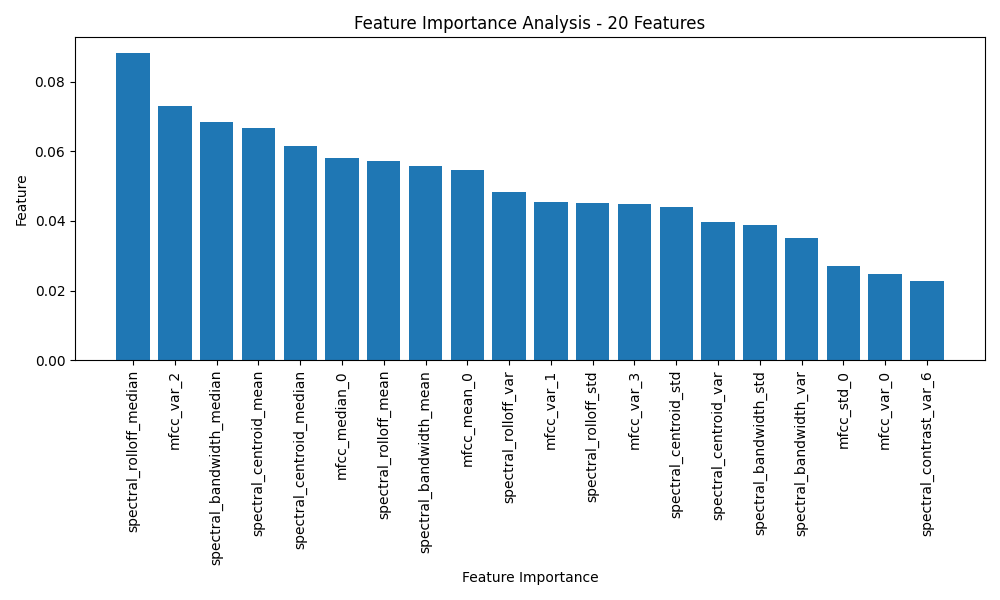 Feature Importance Analysis - 20 Features
Feature
0.08
0.06
0.04
0.02
0.00
spectral_rolloff_median
mfcc_var_2
spectral_bandwidth_median
spectral_centroid_mean
spectral_centroid_median
mfcc_median_0
spectral_rolloff_mean
spectral_bandwidth_mean
mfcc_mean_0
spectral_rolloff_var
mfcc_var_1
spectral_rolloff_std
mfcc_var_3
spectral_centroid_std
spectral_centroid_var
spectral_bandwidth_std
spectral_bandwidth_var
mfcc_std_0
mfcc_var_0
spectral_contrast_var_6
Feature Importance